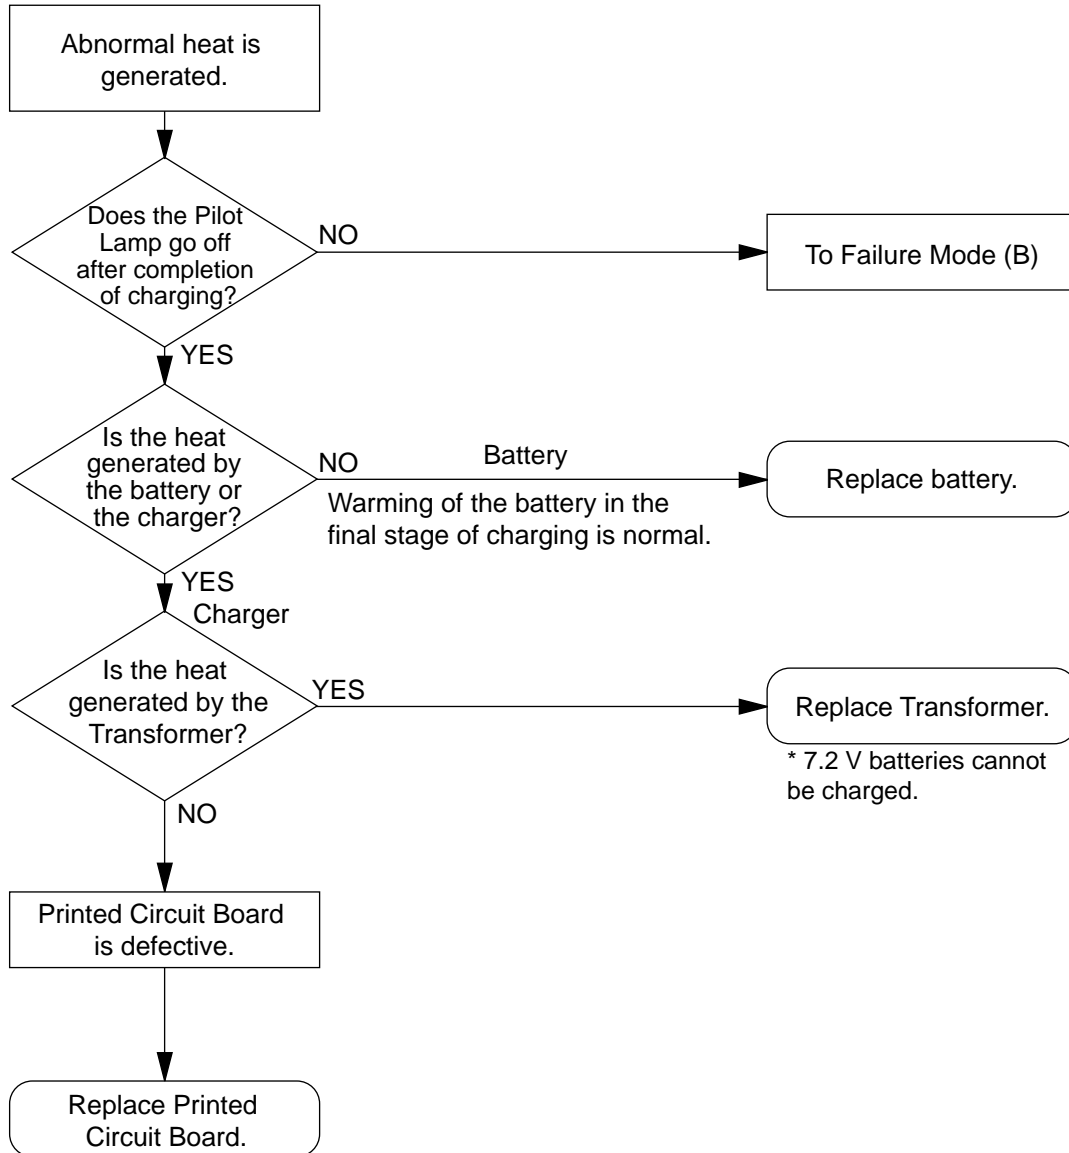 Abnormal heat is
generated.
Does the Pilot
Lamp go off
after completion
of charging?
NO
To Failure Mode (B)
YES
Is the heat
generated by
the battery or
the charger?
NO
Battery
Warming of the battery in the
final stage of charging is normal.
Replace battery.
YES
Charger
Is the heat
generated by the
Transformer?
YES
Replace Transformer.
* 7.2 V batteries cannot
be charged.
NO
Printed Circuit Board
is defective.
Replace Printed
Circuit Board.